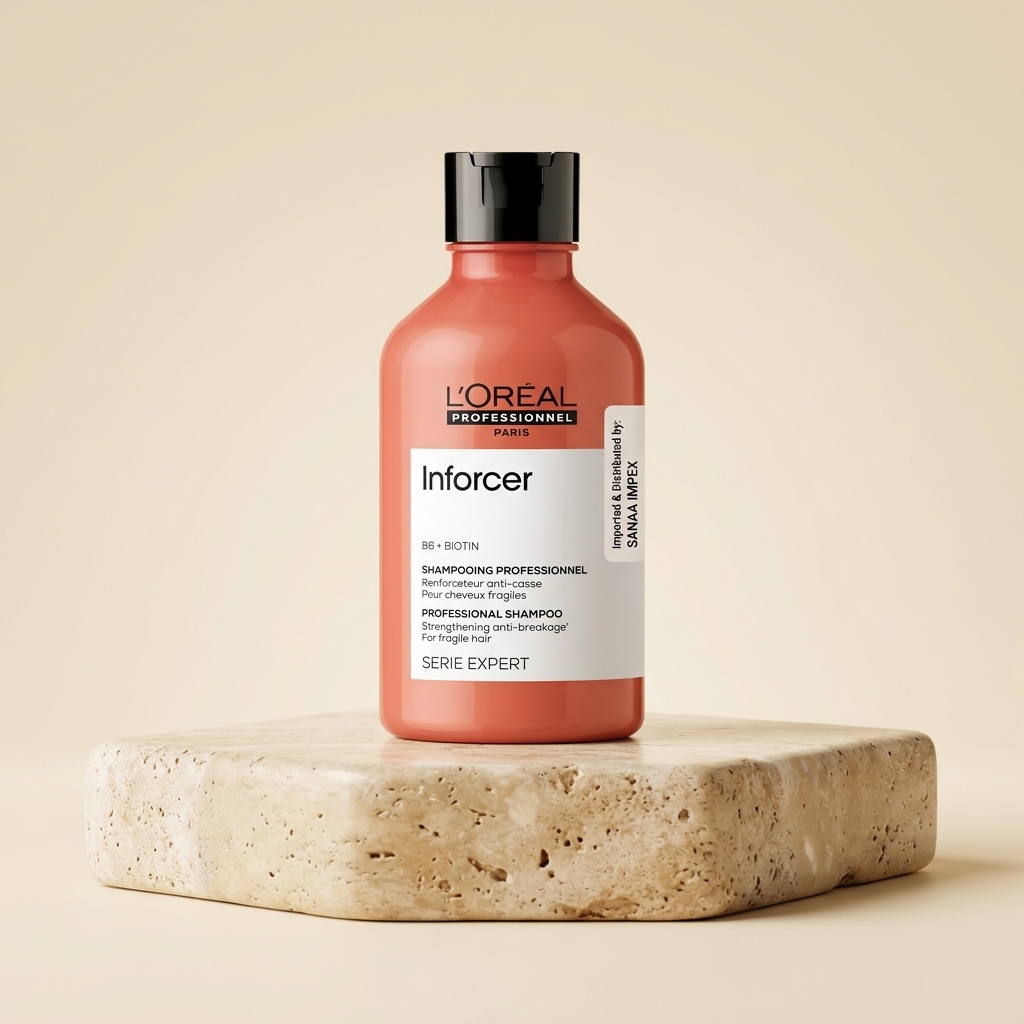 L'ORÉAL
PROFESSIONNEL
PARIS
Inforcer
B6 + BIOTIN
SHAMPOOING PROFESSIONNEL
Renforceteur anti-casse
Pour cheveux fragiles
PROFESSIONAL SHAMPOO
Strengthening anti-breakage'
For fragile hair
SERIE EXPERT
Imported & Distributed by:
SANAA IMPEX